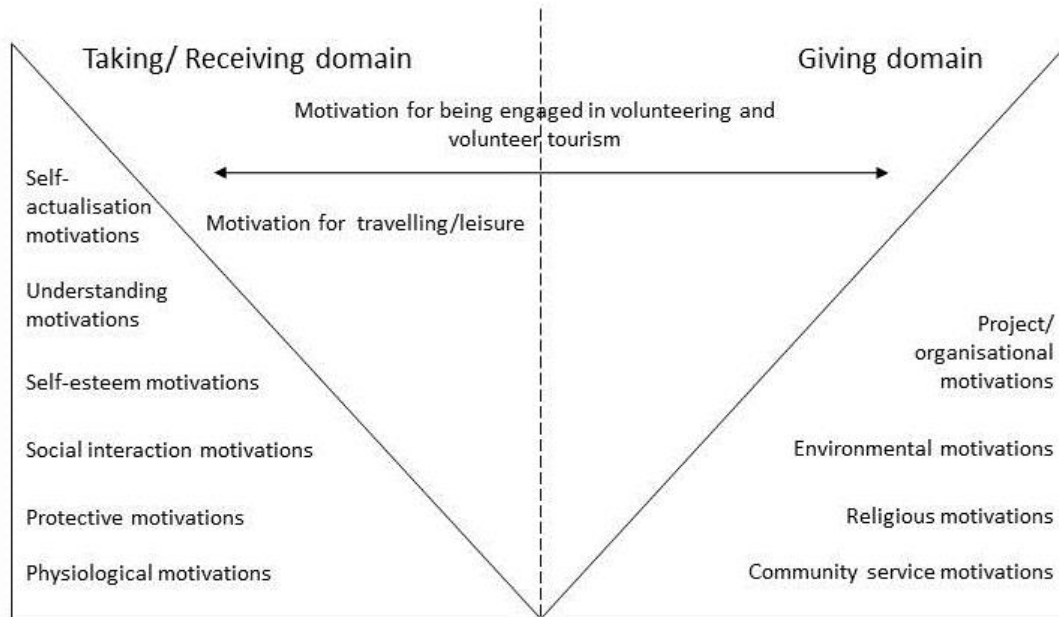 Taking/ Receiving domain
Giving domain
Motivation for being engaged in volunteering and
volunteer tourism
Motivation for travelling/leisure
Self-
actualisation
motivations
Understanding
motivations
Self-esteem motivations
Social interaction motivations
Protective motivations
Physiological motivations
Project/
organisational
motivations
Environmental motivations
Religious motivations
Community service motivations